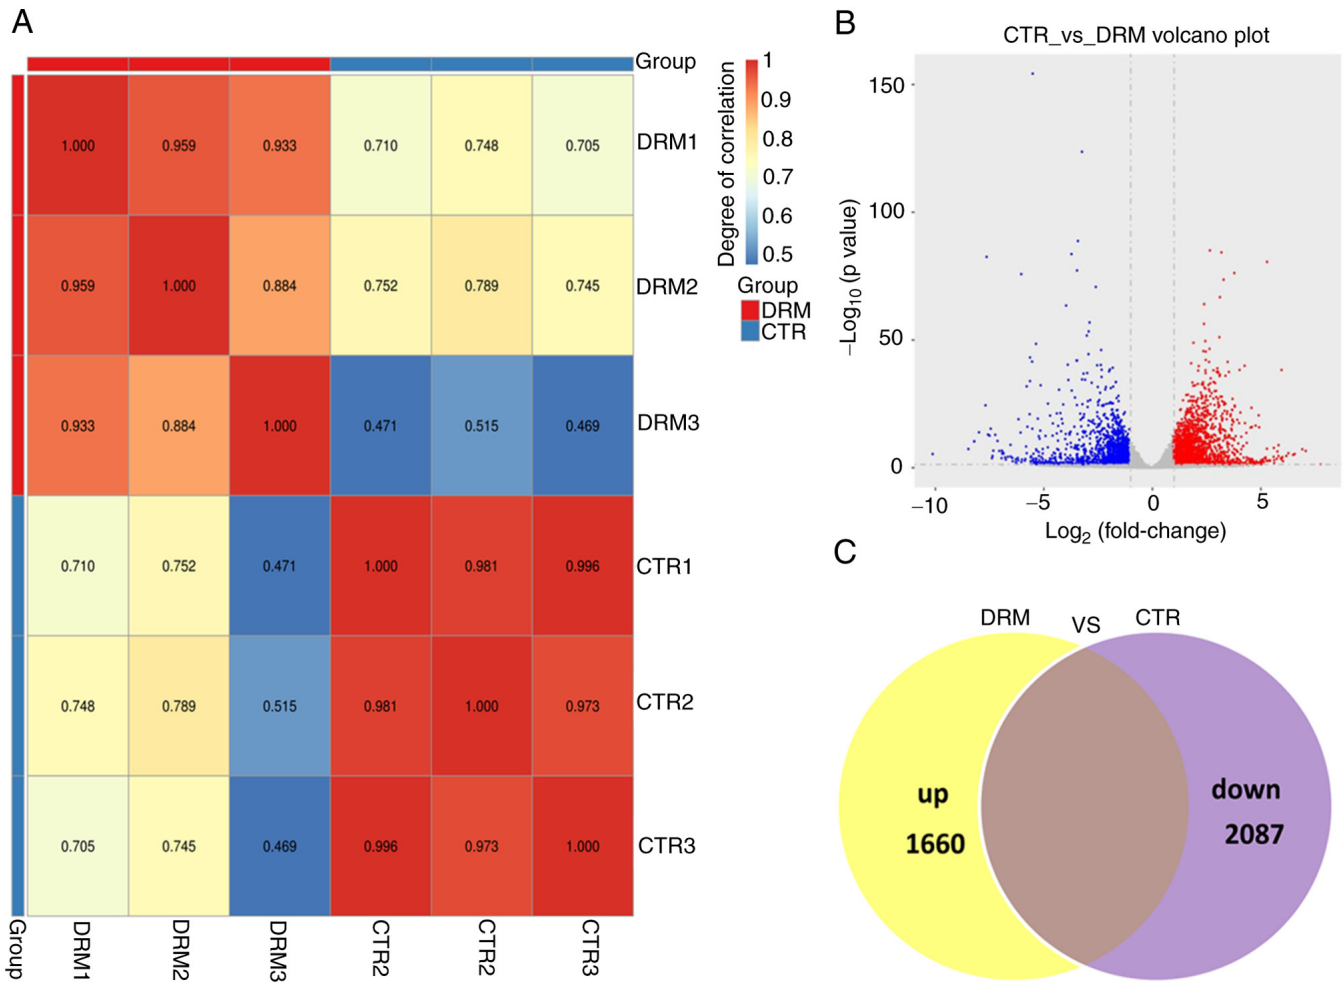 A
Group
1.000 0.959 0.933 0.710 0.748 0.705 DRM1
0.959 1.000 0.884 0.752 0.789 0.745 DRM2
0.933 0.884 1.000 0.471 0.515 0.469 DRM3
0.710 0.752 0.471 1.000 0.981 0.996 CTR1
0.748 0.789 0.515 0.981 1.000 0.973 CTR2
0.705 0.745 0.469 0.996 0.973 1.000 CTR3
Group DRM1 DRM2 DRM3 CTR2 CTR2 CTR3
Degree of correlation
1
0.9
0.8
0.7
0.6
0.5
Group
DRM
CTR
B
CTR_vs_DRM volcano plot
−Log10 (p value)
150
100
50
0
−10 −5 0 5
Log2 (fold-change)
C
DRM VS CTR
up down
1660 2087